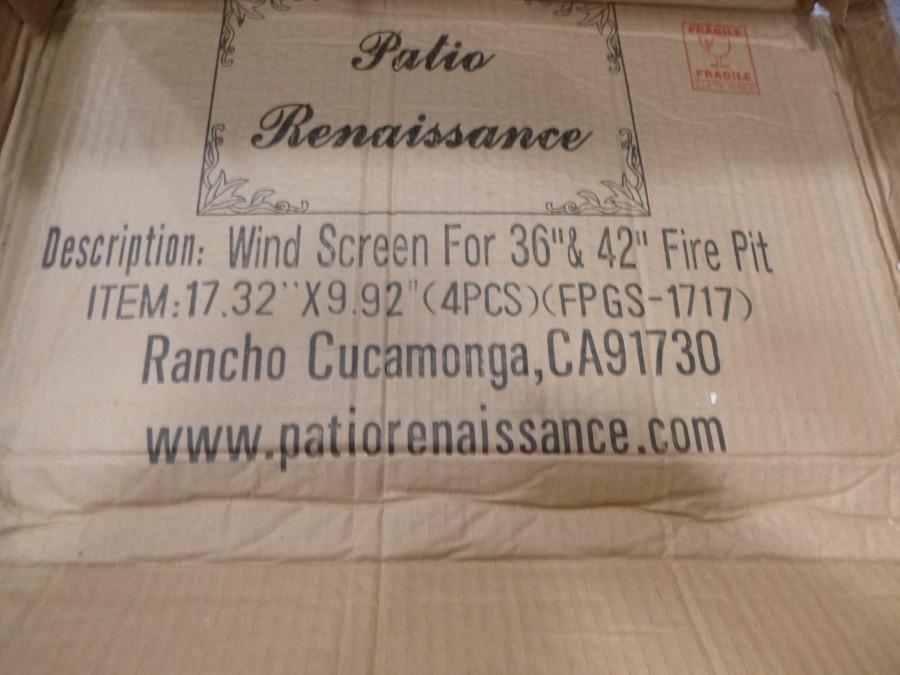 Patio
Renaissance
FRAGILE
FRAGILE
Description: Wind Screen For 36"& 42" Fire Pit
ITEM:17.32''X9.92"(4PCS)(FPGS-1717)
Rancho Cucamonga,CA91730
www.patiorenaissance.com